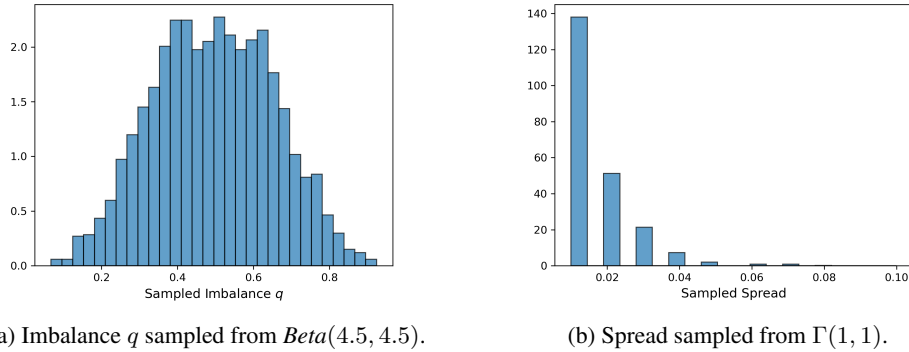 2.0
1.5
1.0
0.5
0.0
0.2 0.4 0.6 0.8
Sampled Imbalance q
140
120
100
80
60
40
20
0
0.02 0.04 0.06 0.08 0.10
Sampled Spread
a) Imbalance q sampled from Beta(4.5, 4.5).
(b) Spread sampled from Γ(1, 1).